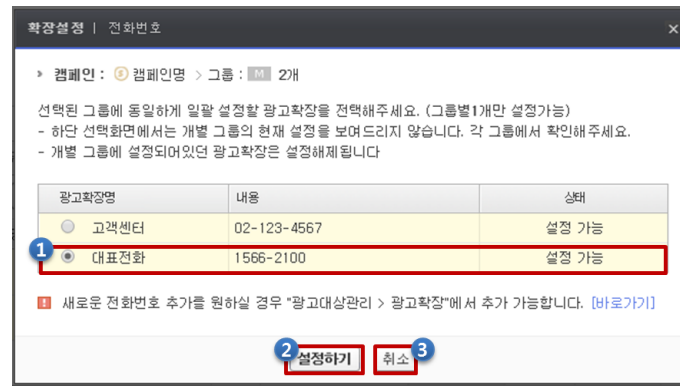 확장설정 | 전화번호
캠페인 : 캠페인명 > 그룹 : M 2개
선택된 그룹에 동일하게 일괄 설정할 광고확장을 전택해주세요. (그룹별1개만 설정가능)
- 하단 선택화면에서는 개별 그룹의 현재 설정을 보여드리지 않습니다. 각 그룹에서 확인해주세요.
- 개별 그룹에 설정되어있던 광고확장은 설정해제됩니다
광고확장명 내용 상태
고객센터 02-123-4567 설정 가능
1 대표전화 1566-2100 설정 가능
! 새로운 전화번호 추가를 원하실 경우 "광고대상관리 > 광고확장"에서 추가 가능합니다. [바로가기]
2 설정하기 취소 3